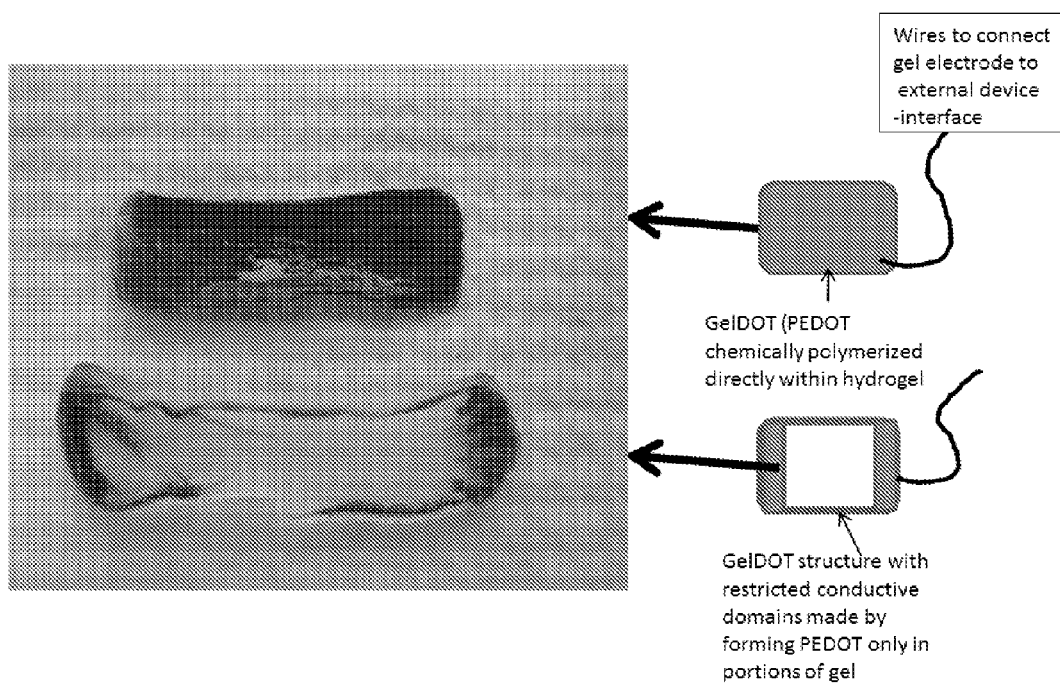 Wires to connect
gel electrode to
external device
-interface
GelDOT (PEDOT
chemically polymerized
directly within hydrogel
GelDOT structure with
restricted conductive
domains made by
forming PEDOT only in
portions of gel